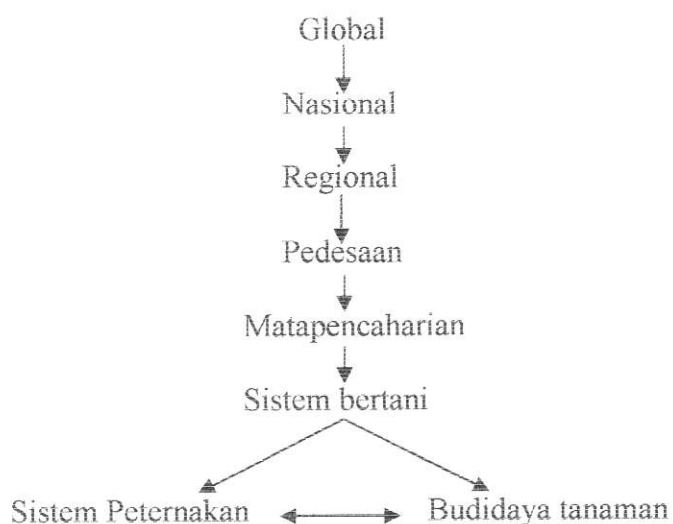 Global
Nasional
Regional
Pedesaan
Matapencaharian
Sistem bertani
Sistem Peternakan
Budidaya tanaman